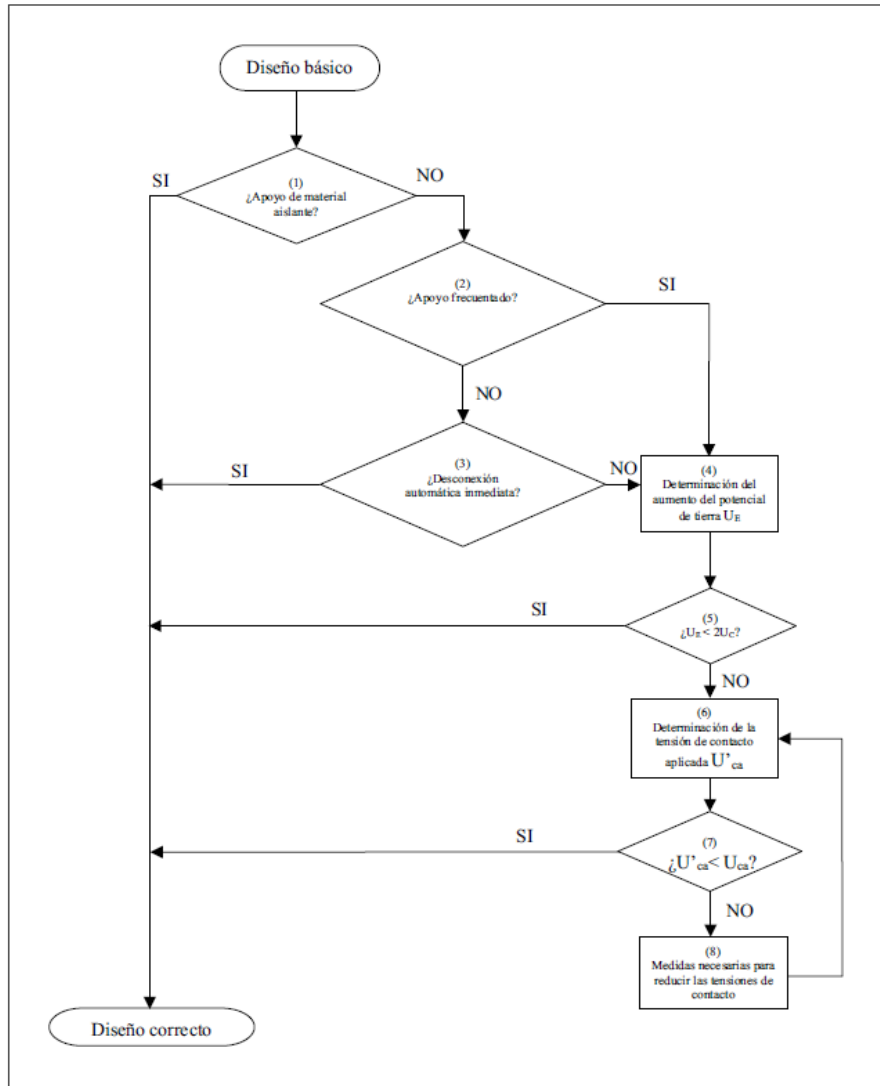 Diseño básico
SI
NO
(1)
¿Apoyo de material
aislante?
(2)
¿Apoyo frecuentado?
SI
NO
SI
(3)
¿Desconexión
automática inmediata?
NO
(4)
Determinación del
aumento del potencial
de tierra U_E
SI
(5)
¿U_E < 2U_C?
NO
(6)
Determinación de la
tensión de contacto
aplicada U'_ca
SI
(7)
¿U'_ca < U_ca?
NO
(8)
Medidas necesarias para
reducir las tensiones de
contacto
Diseño correcto